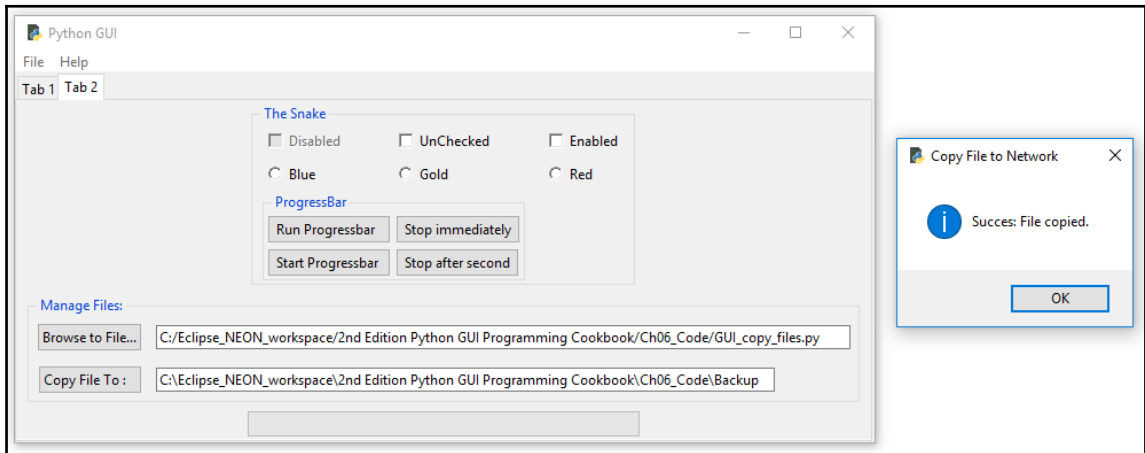 Python GUI
File Help
Tab 1 Tab 2
The Snake
Disabled UnChecked Enabled
Blue Gold Red
ProgressBar
Run Progressbar Stop immediately
Start Progressbar Stop after second
Manage Files:
Browse to File... C:/Eclipse_NEON_workspace/2nd Edition Python GUI Programming Cookbook/Ch06_Code/GUI_copy_files.py
Copy File To : C:\Eclipse_NEON_workspace\2nd Edition Python GUI Programming Cookbook\Ch06_Code\Backup
Copy File to Network
Succes: File copied.
OK